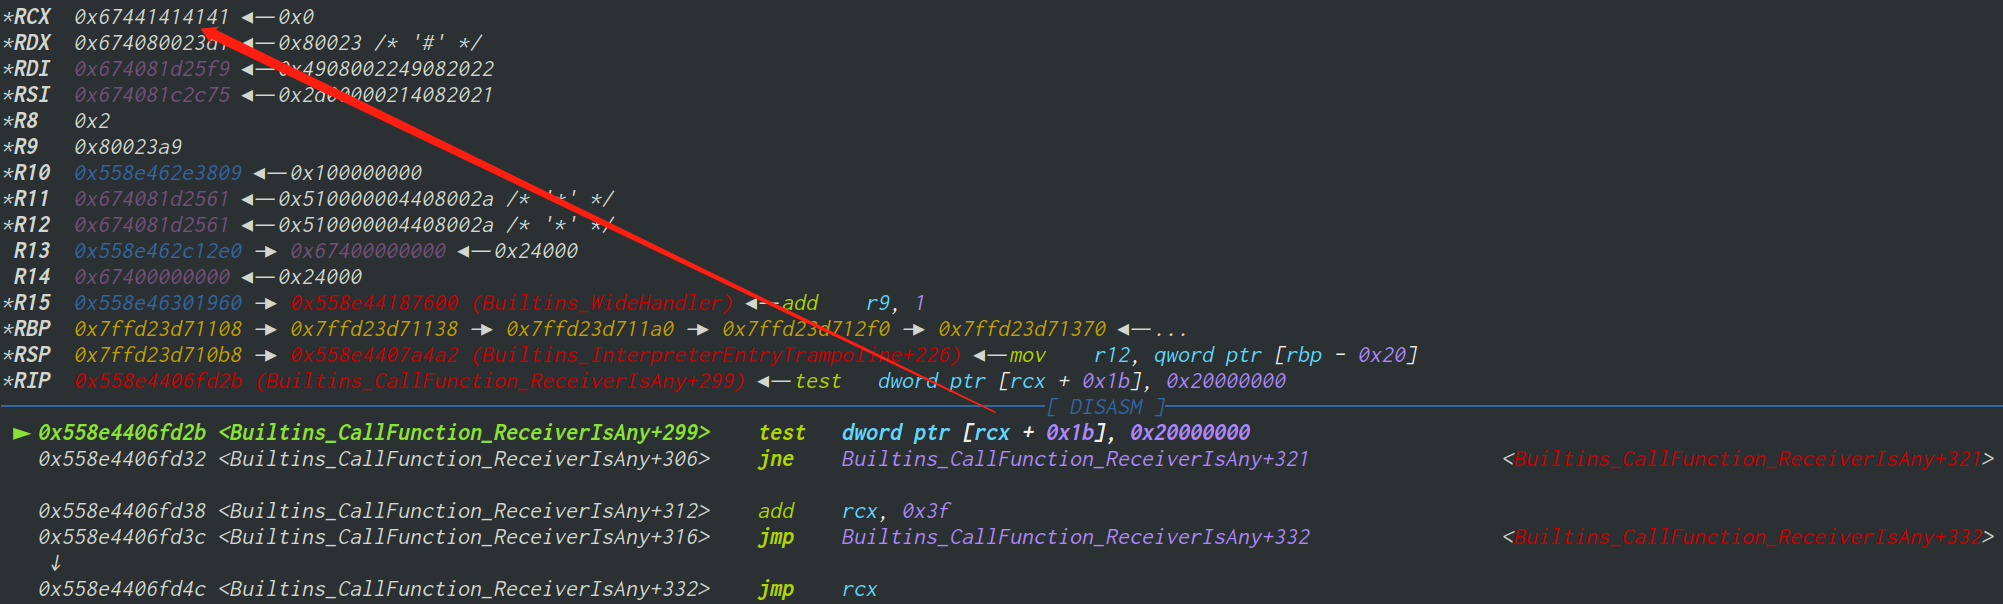 *RCX 0x67441414141 ◂— 0x0
*RDX 0x674080023d1 ◂— 0x80023 /* '#' */
*RDI 0x674081d25f9 ◂— 0x4908002249082022
*RSI 0x674081c2c75 ◂— 0x2d00000214082021
*R8 0x2
*R9 0x80023a9
*R10 0x558e462e3809 ◂— 0x100000000
*R11 0x674081d2561 ◂— 0x510000004408002a /* '*' */
*R12 0x674081d2561 ◂— 0x510000004408002a /* '*' */
R13 0x558e462c12e0 —▸ 0x67400000000 ◂— 0x24000
R14 0x67400000000 ◂— 0x24000
*R15 0x558e46301960 —▸ 0x558e44187600 (Builtins_WideHandler) ◂— add r9, 1
*RBP 0x7ffd23d71108 —▸ 0x7ffd23d71138 —▸ 0x7ffd23d711a0 —▸ 0x7ffd23d712f0 —▸ 0x7ffd23d71370 ◂— ...
*RSP 0x7ffd23d710b8 —▸ 0x558e4407a4a2 (Builtins_InterpreterEntryTrampoline+226) ◂— mov r12, qword ptr [rbp - 0x20]
*RIP 0x558e4406fd2b (Builtins_CallFunction_ReceiverIsAny+299) ◂— test dword ptr [rcx + 0x1b], 0x20000000
[ DISASM ]
► 0x558e4406fd2b <Builtins_CallFunction_ReceiverIsAny+299> test dword ptr [rcx + 0x1b], 0x20000000
0x558e4406fd32 <Builtins_CallFunction_ReceiverIsAny+306> jne Builtins_CallFunction_ReceiverIsAny+321 <Builtins_CallFunction_ReceiverIsAny+321>
0x558e4406fd38 <Builtins_CallFunction_ReceiverIsAny+312> add rcx, 0x3f
0x558e4406fd3c <Builtins_CallFunction_ReceiverIsAny+316> jmp Builtins_CallFunction_ReceiverIsAny+332 <Builtins_CallFunction_ReceiverIsAny+332>
↓
0x558e4406fd4c <Builtins_CallFunction_ReceiverIsAny+332> jmp rcx